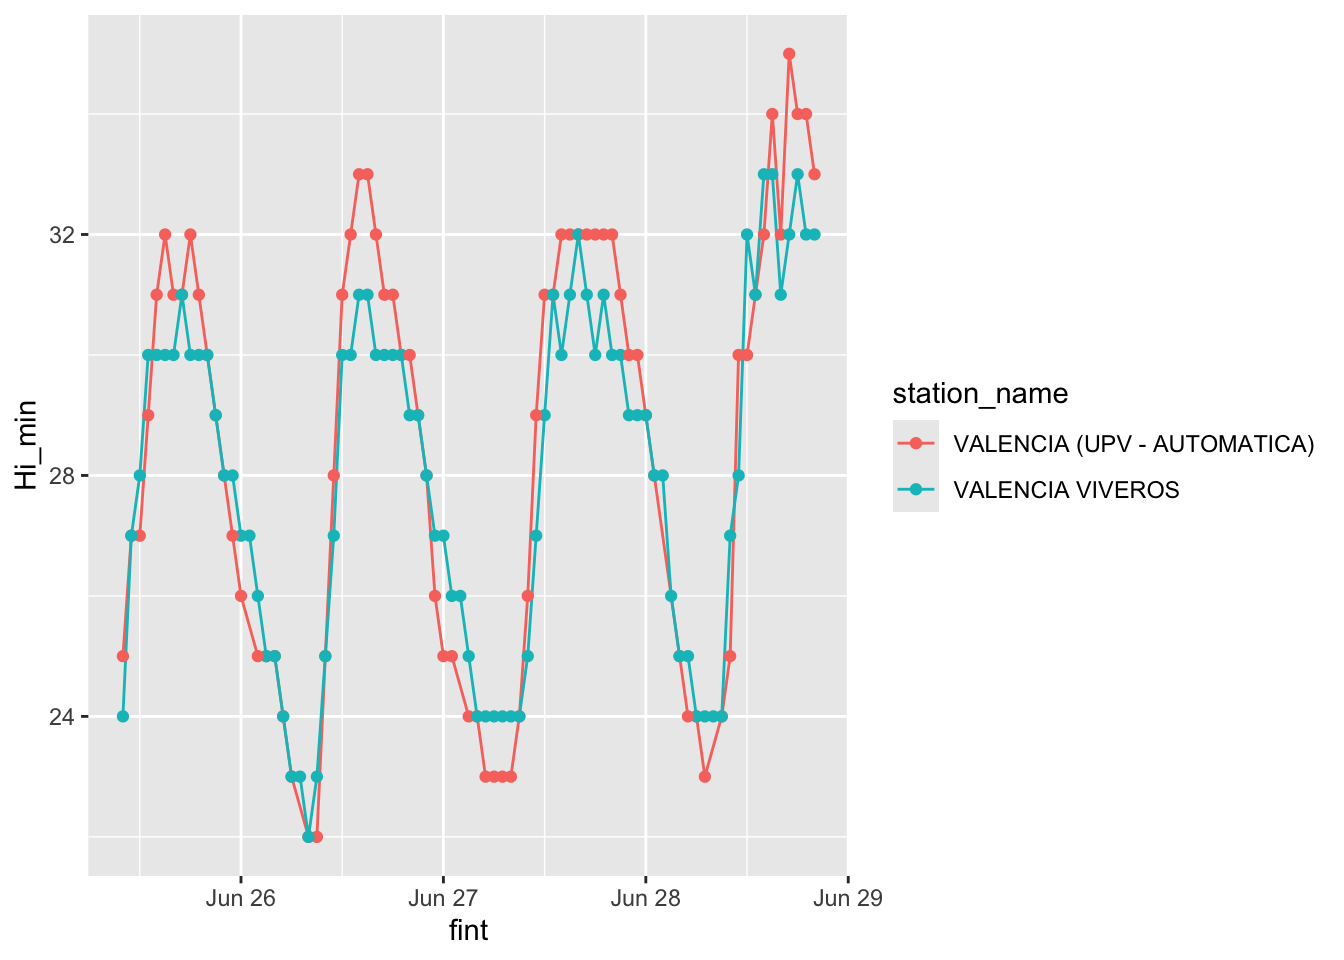 Hi_min
32
28
24
Jun 26
Jun 27
Jun 28
Jun 29
fint
station_name
VALENCIA (UPV - AUTOMATICA)
VALENCIA VIVEROS